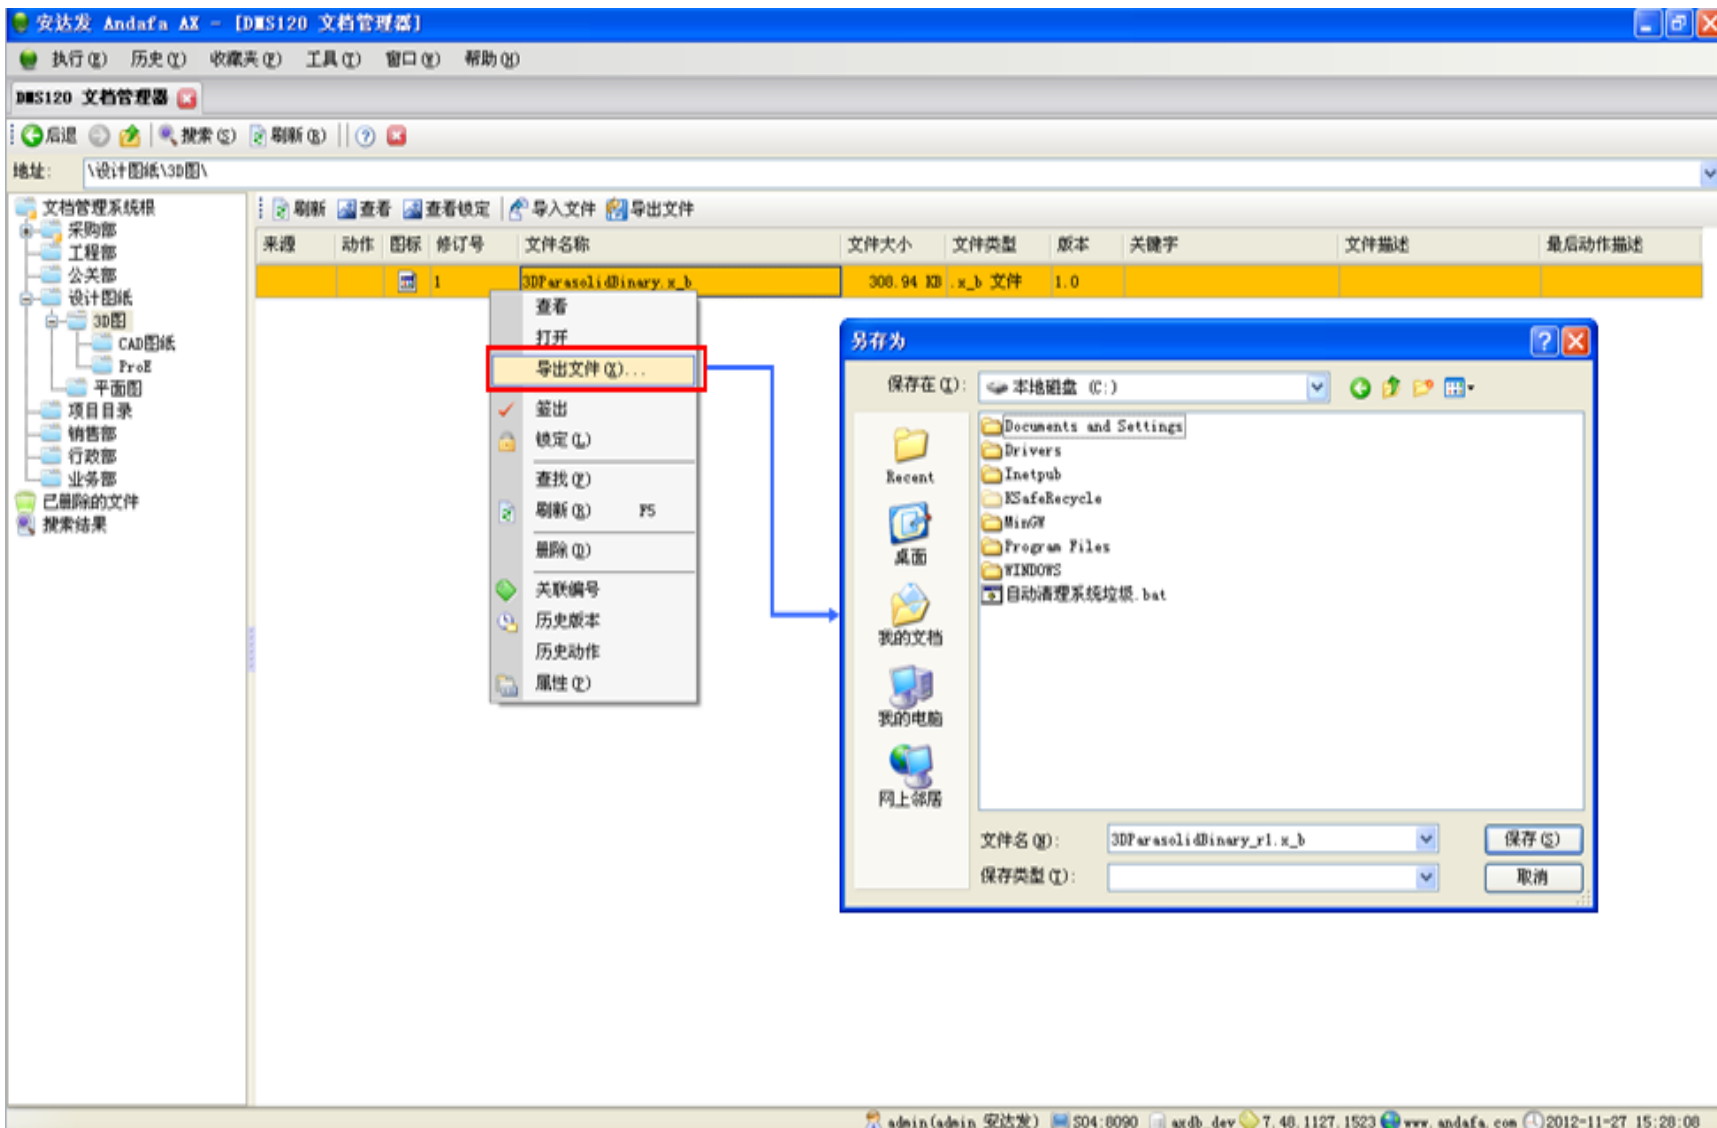 安达发 Andafa AX - [DMS120 文档管理器]
执行(E) 历史(Y) 收藏夹(F) 工具(T) 窗口(W) 帮助(H)
DMS120 文档管理器
后退 搜索(S) 刷新(R)
地址: \设计图纸\3D图\
文档管理系统根
采购部
工程部
公关部
设计图纸
3D图
CAD图纸
ProE
平面图
项目目录
销售部
行政部
业务部
已删除的文件
搜索结果
刷新 查看 查看锁定 导入文件 导出文件
来源 动作 图标 修订号 文件名称 文件大小 文件类型 版本 关键字 文件描述 最后动作描述
1 3DParasolidBinary.x_b 308.94 KB .x_b 文件 1.0
查看
打开
导出文件(X)...
签出
锁定(L)
查找(F)
刷新(R) F5
删除(D)
关联编号
历史版本
历史动作
属性(P)
另存为
保存在(I): 本地磁盘 (C:)
Recent
桌面
我的文档
我的电脑
网上邻居
Documents and Settings
Drivers
Inetpub
KSafeRecycle
MinGW
Program Files
WINDOWS
自动清理系统垃圾.bat
文件名(N): 3DParasolidBinary_r1.x_b 保存(S)
保存类型(T): 取消
admin(admin 安达发) S04:8090 axdb_dev 7.48.1127.1523 www.andafa.com 2012-11-27 15:28:08